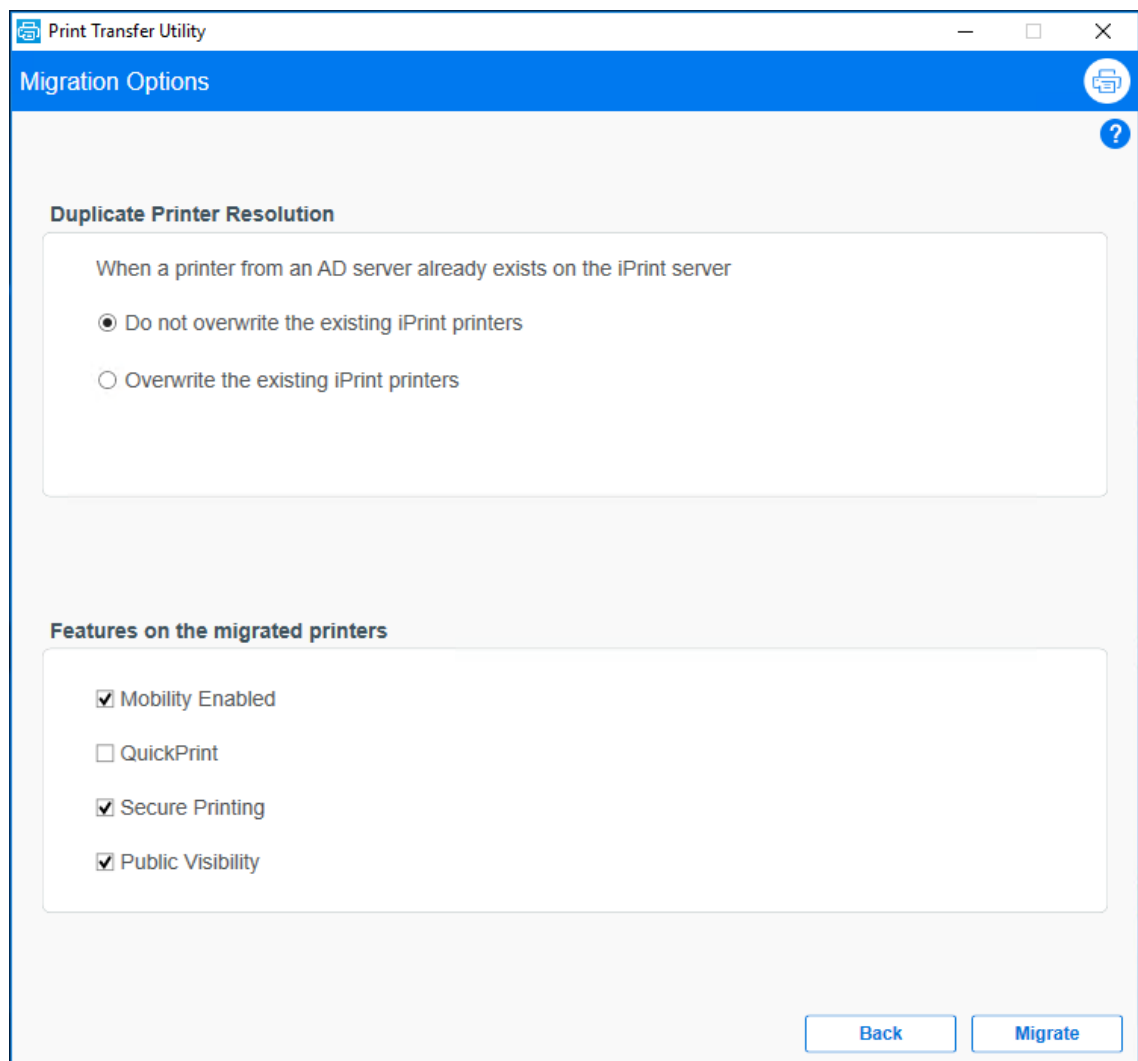 Print Transfer Utility
Migration Options
?
Duplicate Printer Resolution
When a printer from an AD server already exists on the iPrint server
Do not overwrite the existing iPrint printers
Overwrite the existing iPrint printers
Features on the migrated printers
Mobility Enabled
QuickPrint
Secure Printing
Public Visibility
Back Migrate